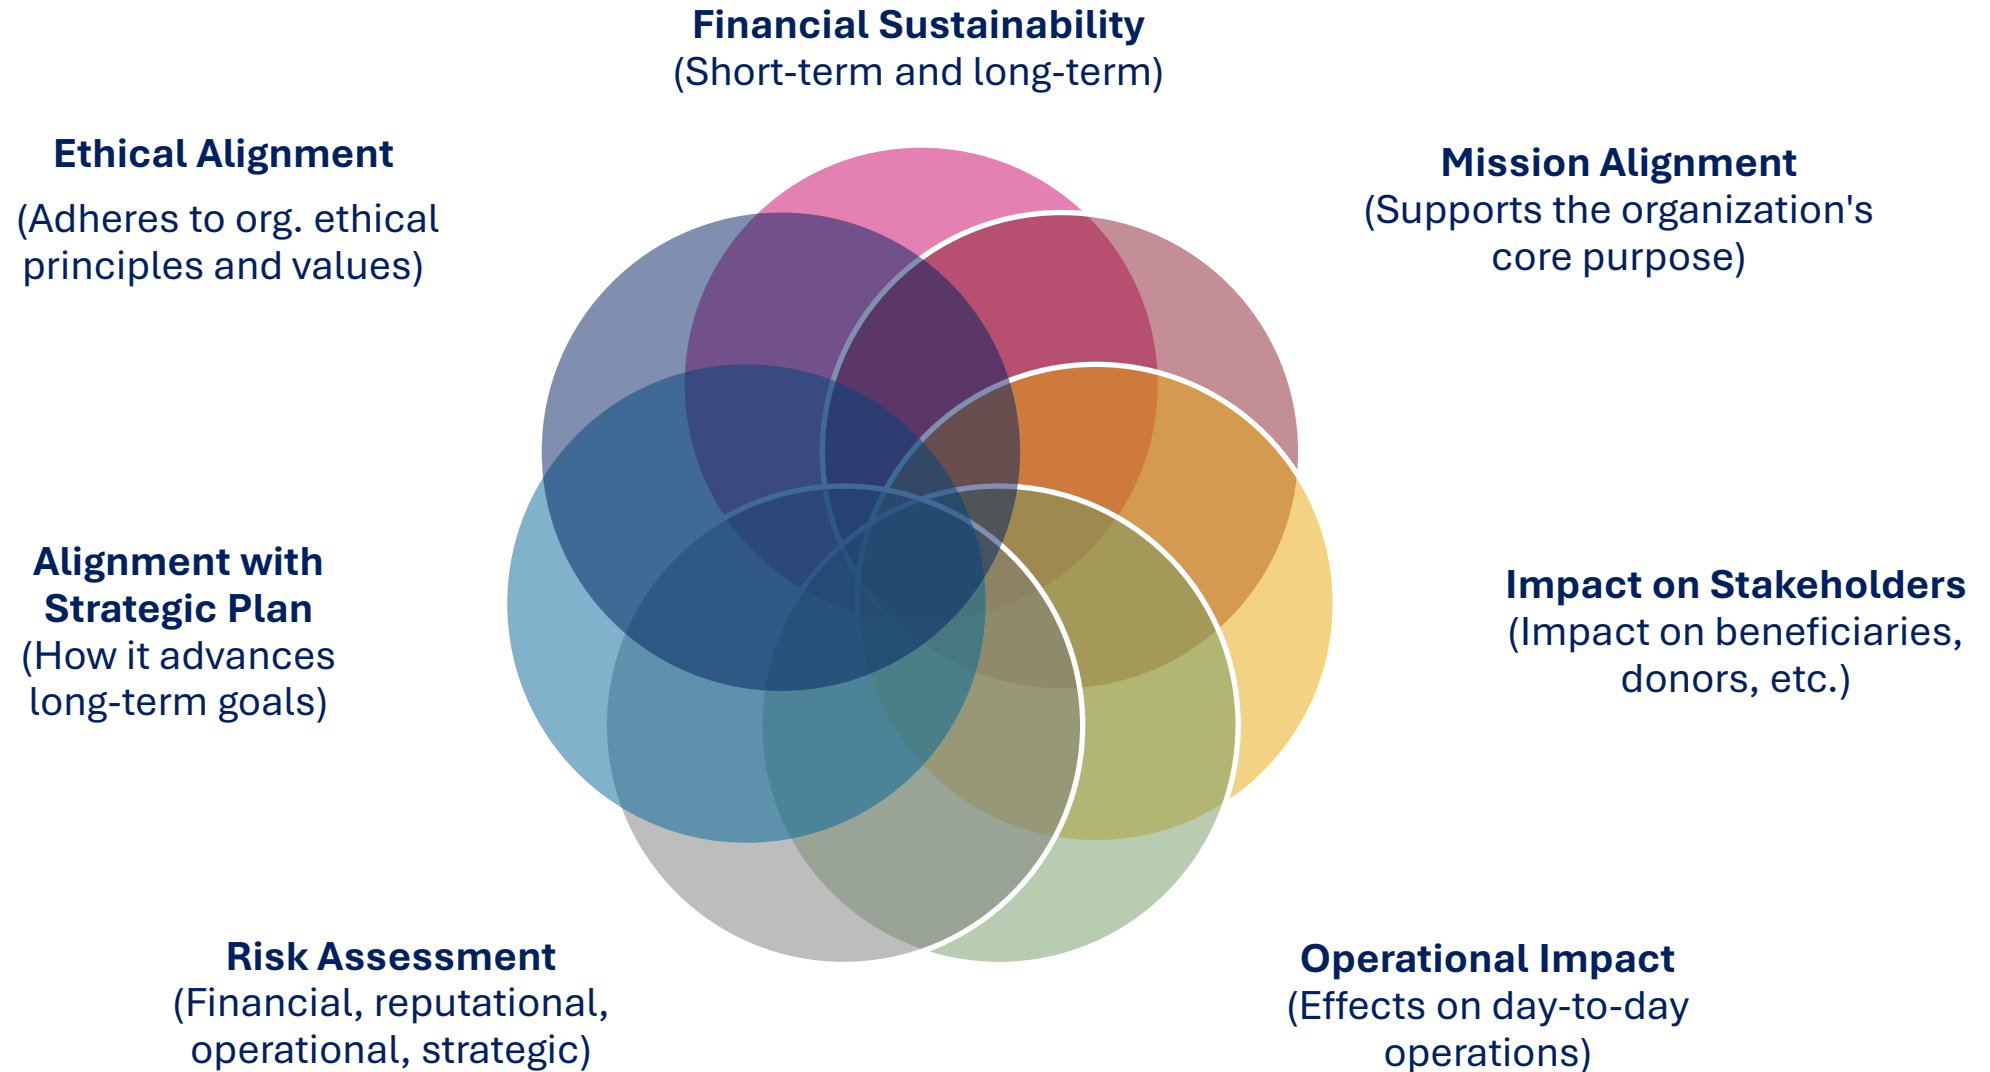 Financial Sustainability
(Short-term and long-term)
Ethical Alignment
(Adheres to org. ethical
principles and values)
Mission Alignment
(Supports the organization's
core purpose)
Alignment with
Strategic Plan
(How it advances
long-term goals)
Impact on Stakeholders
(Impact on beneficiaries,
donors, etc.)
Risk Assessment
(Financial, reputational,
operational, strategic)
Operational Impact
(Effects on day-to-day
operations)